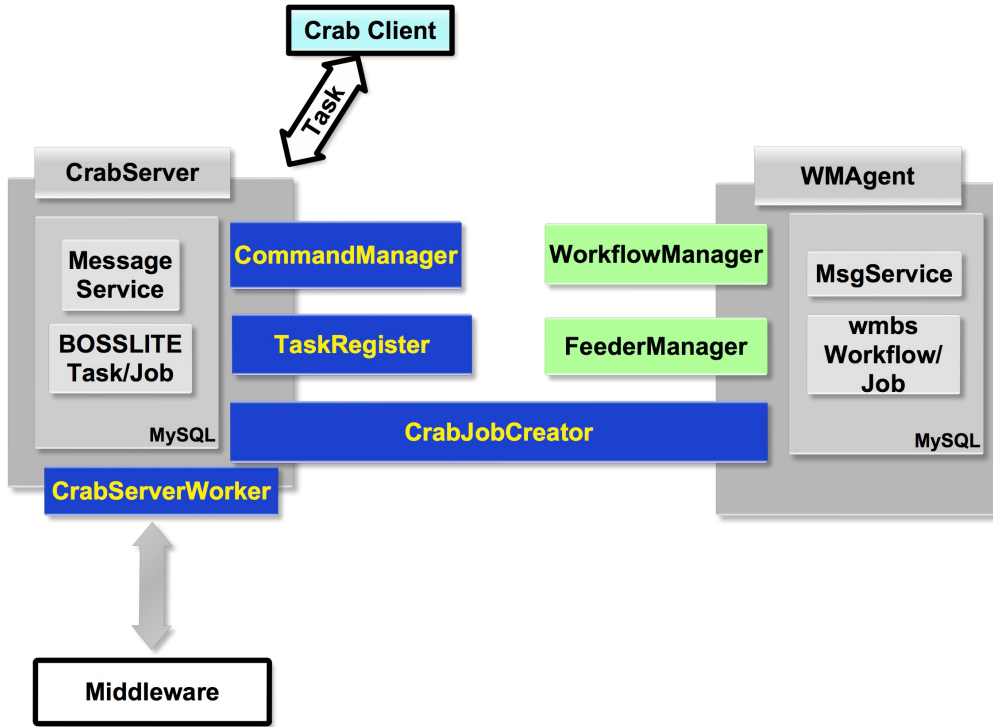 Crab Client
Task
CrabServer
WMAgent
CommandManager
WorkflowManager
Message
Service
MsgService
TaskRegister
FeederManager
BOSSLITE
Task/Job
wmbs
Workflow/
Job
MySQL
CrabJobCreator
MySQL
CrabServerWorker
Middleware